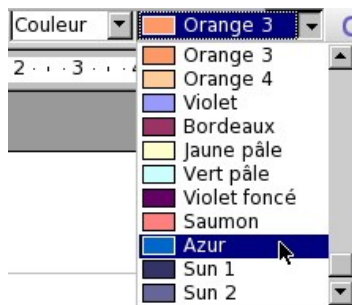 Couleur
Orange 3
2 · ı · 3 · ı ·
Orange 3
Orange 4
Violet
Bordeaux
Jaune pâle
Vert pâle
Violet foncé
Saumon
Azur
Sun 1
Sun 2